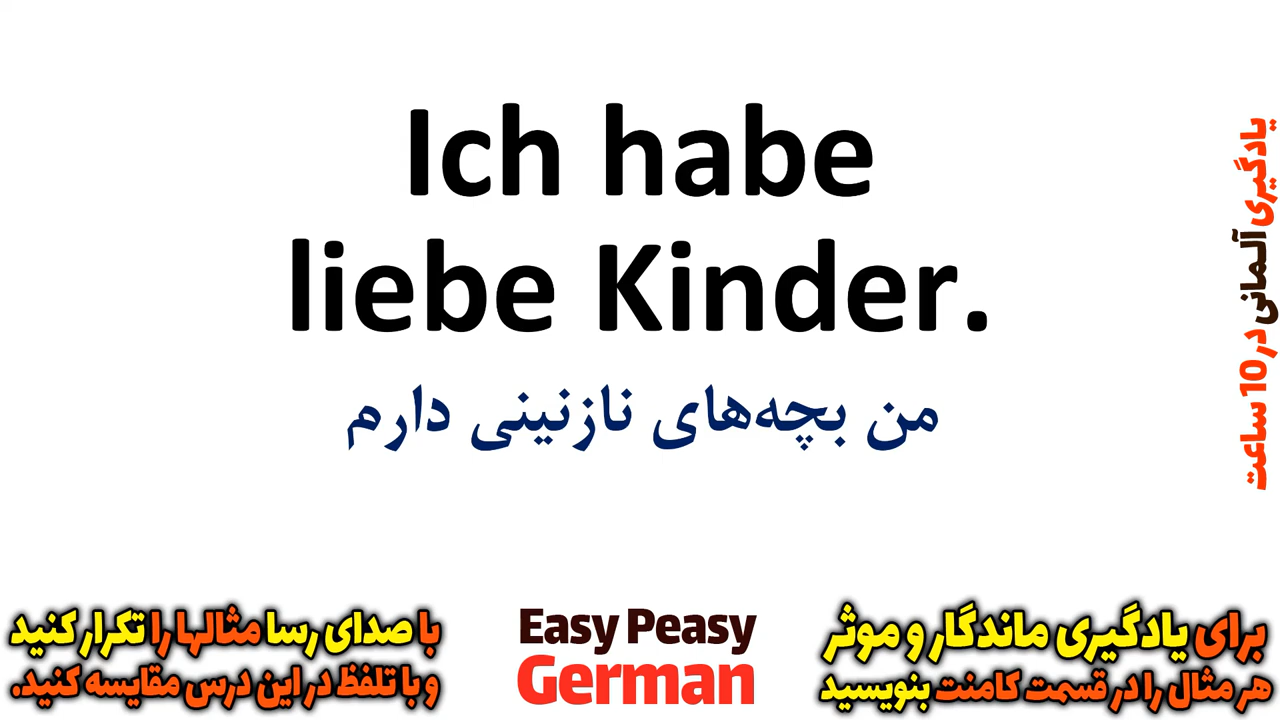 Ich habe
liebe Kinder.
من بچه‌های نازنینی دارم
یادگیری آلمانی در 10 ساعت
با صدای رسا مثالها را تکرار کنید
و با تلفظ در این درس مقایسه کنید.
Easy Peasy
German
برای یادگیری ماندگار و موثر
هر مثال را در قسمت کامنت بنویسید